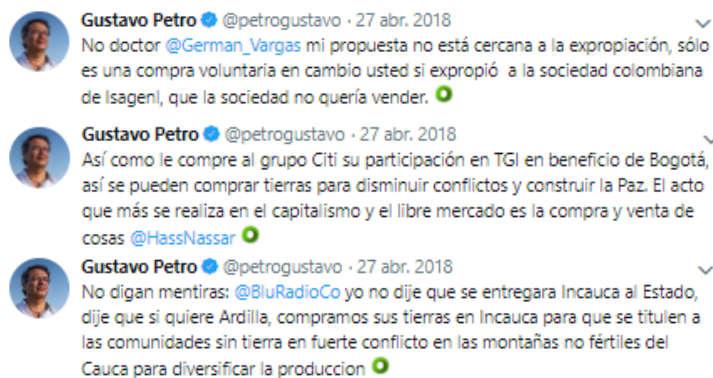 Gustavo Petro @petrogustavo · 27 abr. 2018
No doctor @German_Vargas mi propuesta no está cercana a la expropiación, sólo
es una compra voluntaria en cambio usted si expropió a la sociedad colombiana
de Isagenl, que la sociedad no quería vender.
Gustavo Petro @petrogustavo · 27 abr. 2018
Así como le compre al grupo Citi su participación en TGI en beneficio de Bogotá,
así se pueden comprar tierras para disminuir conflictos y construir la Paz. El acto
que más se realiza en el capitalismo y el libre mercado es la compra y venta de
cosas @HassNassar
Gustavo Petro @petrogustavo · 27 abr. 2018
No digan mentiras: @BluRadioCo yo no dije que se entregara Incauca al Estado,
dije que si quiere Ardilla, compramos sus tierras en Incauca para que se titulen a
las comunidades sin tierra en fuerte conflicto en las montañas no fértiles del
Cauca para diversificar la produccion